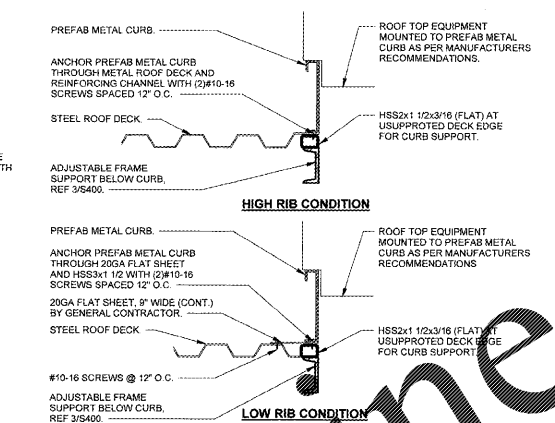 PREFAB METAL CURB.
ROOF TOP EQUIPMENT
MOUNTED TO PREFAB METAL
CURB AS PER MANUFACTURERS
RECOMMENDATIONS.
ANCHOR PREFAB METAL CURB
THROUGH METAL ROOF DECK AND
REINFORCING CHANNEL WITH (2)#10-16
SCREWS SPACED 12" O.C.
STEEL ROOF DECK.
HSS2x1 1/2x3/16 (FLAT) AT
USUPPROTED DECK EDGE
FOR CURB SUPPORT.
E
TH
ADJUSTABLE FRAME
SUPPORT BELOW CURB,
REF 3/S400.
HIGH RIB CONDITION
PREFAB METAL CURB.
ROOF TOP EQUIPMENT
MOUNTED TO PREFAB METAL
CURB AS PER MANUFACTURERS
RECOMMENDATIONS
ANCHOR PREFAB METAL CURB
THROUGH 20GA FLAT SHEET
AND HSS3x1 1/2 WITH (2)#10-16
SCREWS SPACED 12" O.C.
20GA FLAT SHEET, 9" WIDE (CONT.)
BY GENERAL CONTRACTOR.
STEEL ROOF DECK
HSS2x1 1/2x3/16 (FLAT) AT
USUPPROTED DECK EDGE
FOR CURB SUPPORT.
#10-16 SCREWS @ 12" O.C.
ADJUSTABLE FRAME
SUPPORT BELOW CURB,
REF 3/S400.
LOW RIB CONDITION
ne